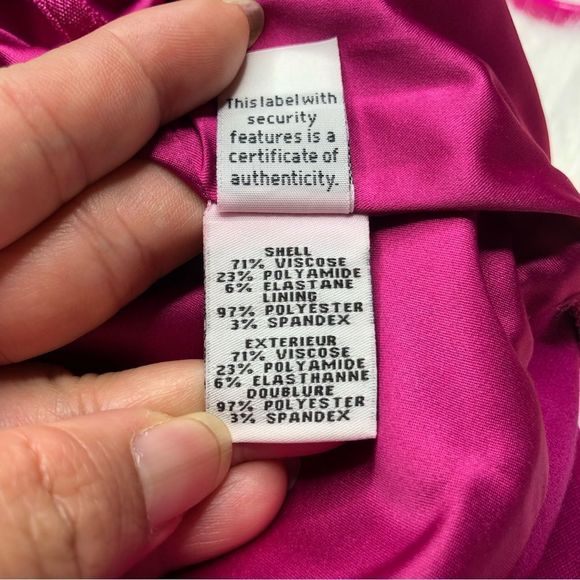 This label with
security
features is a
certificate of
authenticity.
SHELL
71% VISCOSE
23% POLYAMIDE
6% ELASTANE
LINING
97% POLYESTER
3% SPANDEX
EXTERIEUR
71% VISCOSE
23% POLYAMIDE
6% ELASTHANNE
DOUBLURE
97% POLYESTER
3% SPANDEX